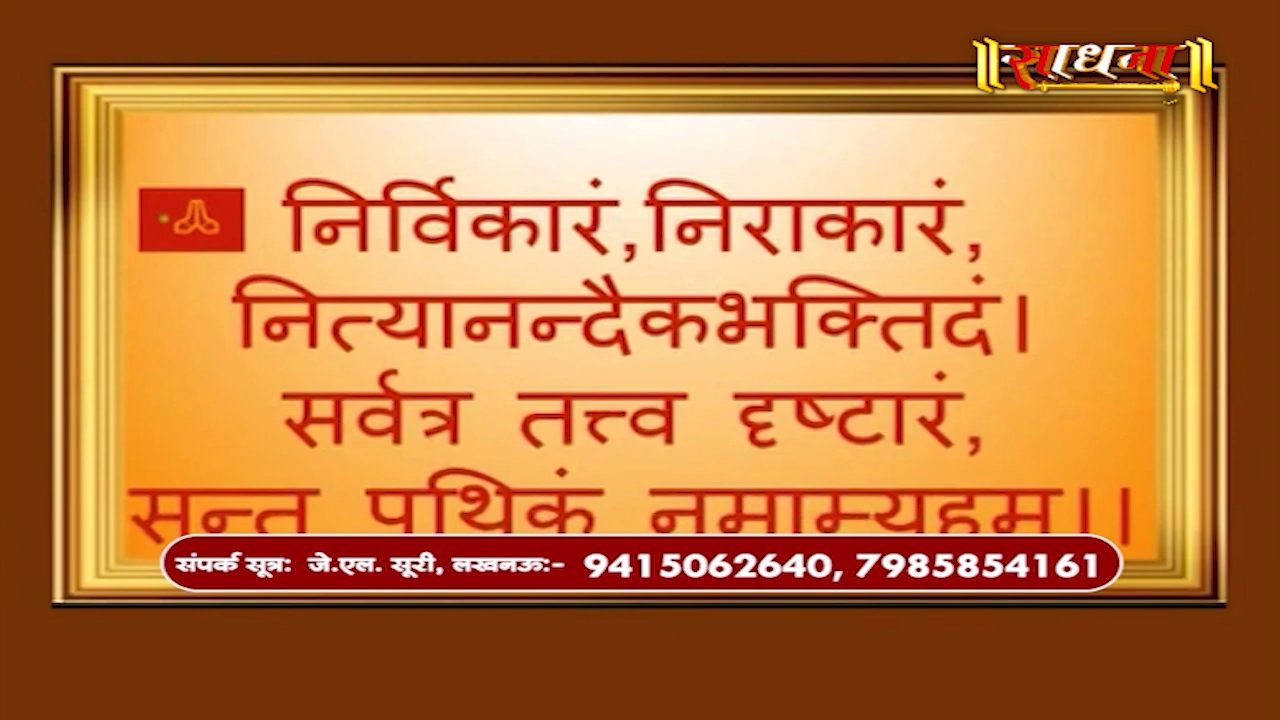 ॥साधना॥
निर्विकारं,निराकारं,
नित्यानन्दैकभक्तिदं।
सर्वत्र तत्त्व दृष्टारं,
सन्त पथिकं नमाम्यहम।।
संपर्क सूत्र: जे.एल. सूरी, लखनऊ:- 9415062640, 7985854161